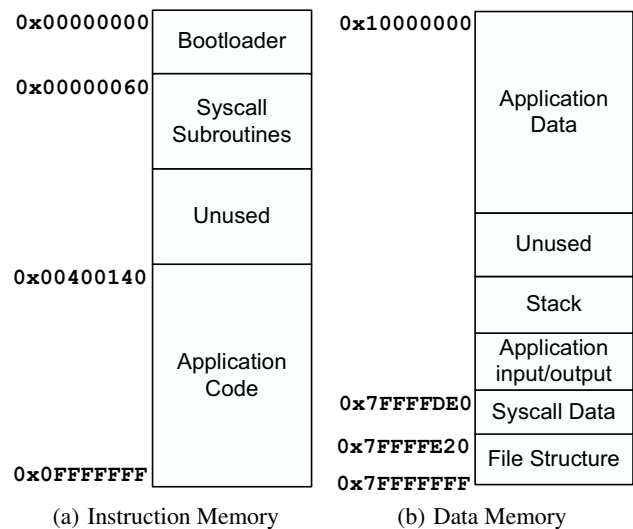 0x00000000
Bootloader
0x00000060
Syscall
Subroutines
Unused
0x00400140
Application
Code
0x0FFFFFFF
(a) Instruction Memory
0x10000000
Application
Data
Unused
Stack
Application
input/output
0x7FFFFDE0
Syscall Data
0x7FFFFE20
File Structure
0x7FFFFFFF
(b) Data Memory